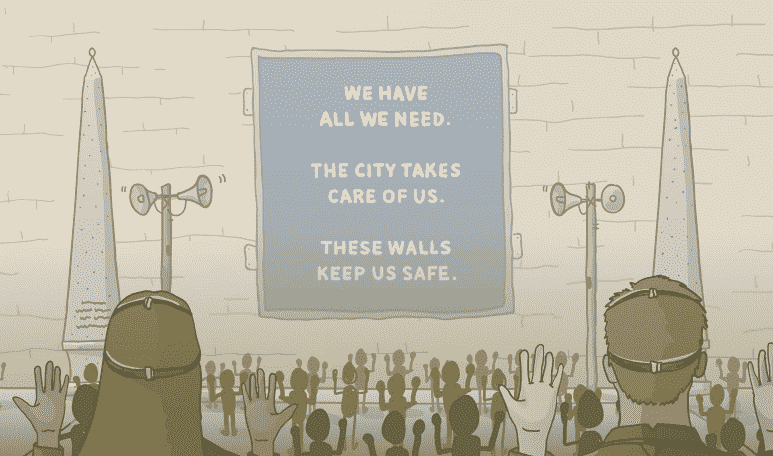 WE HAVE
ALL WE NEED.
THE CITY TAKES
CARE OF US.
THESE WALLS
KEEP US SAFE.